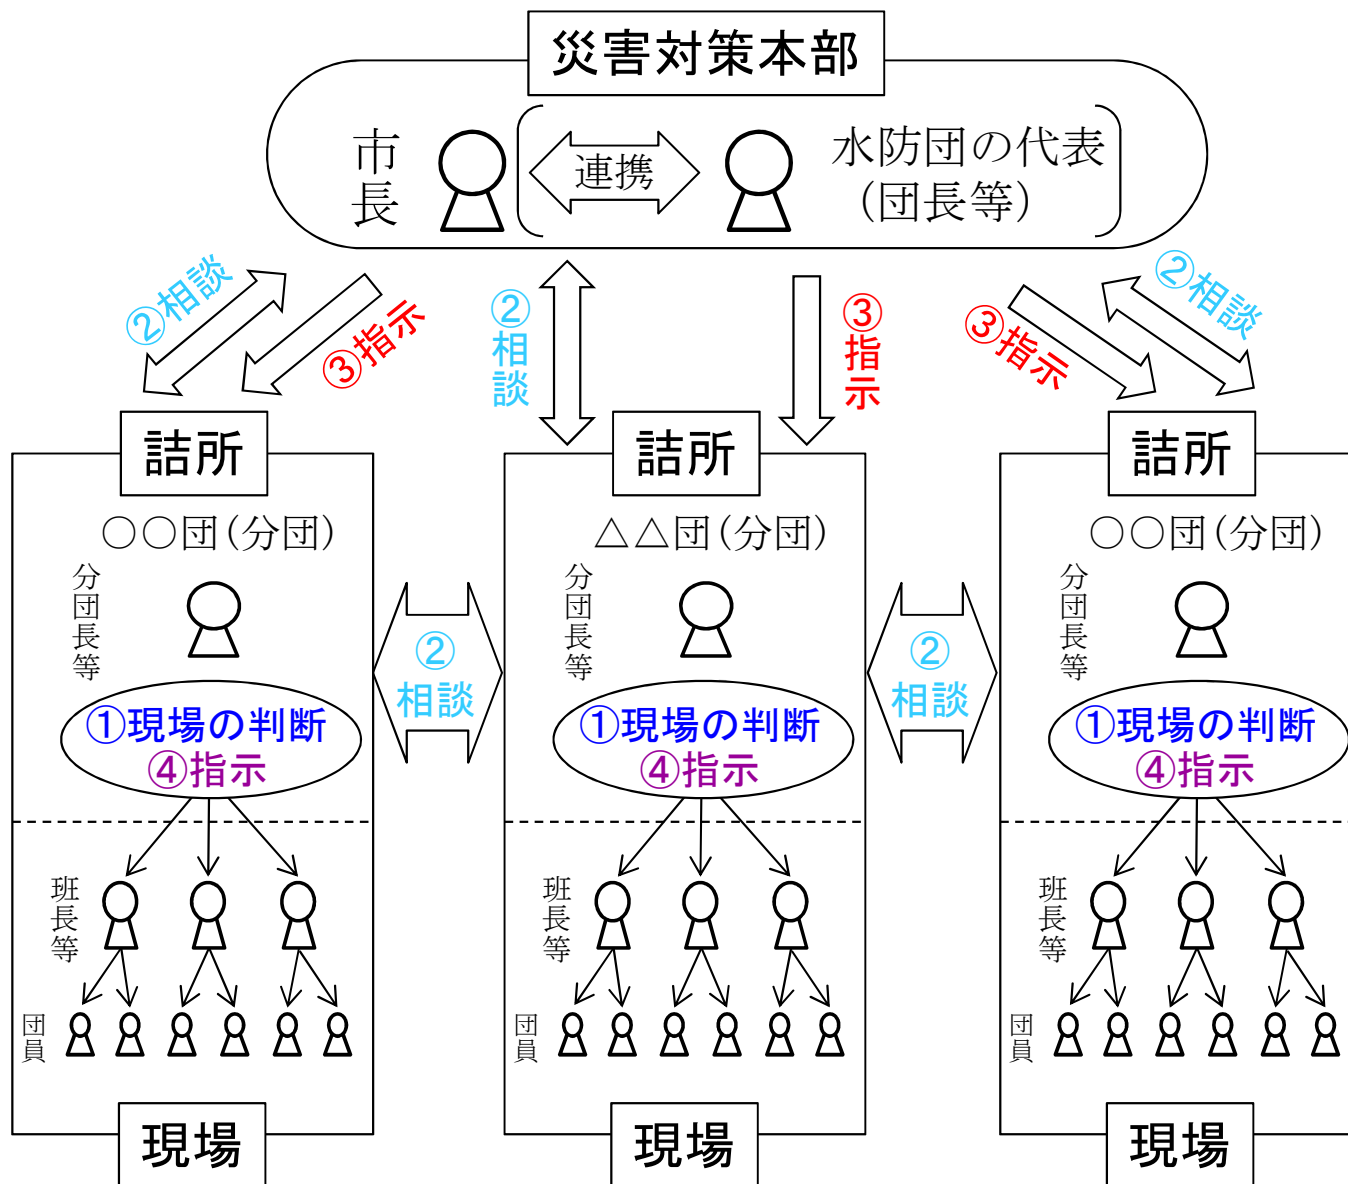 災害対策本部
市長
連携
水防団の代表
(団長等)
②相談
③指示
②相談
③指示
③指示
②相談
詰所
○○団(分団)
分団長等
①現場の判断
④指示
班長等
団員
現場
②相談
詰所
△△団(分団)
分団長等
①現場の判断
④指示
班長等
団員
現場
②相談
詰所
○○団(分団)
分団長等
①現場の判断
④指示
班長等
団員
現場